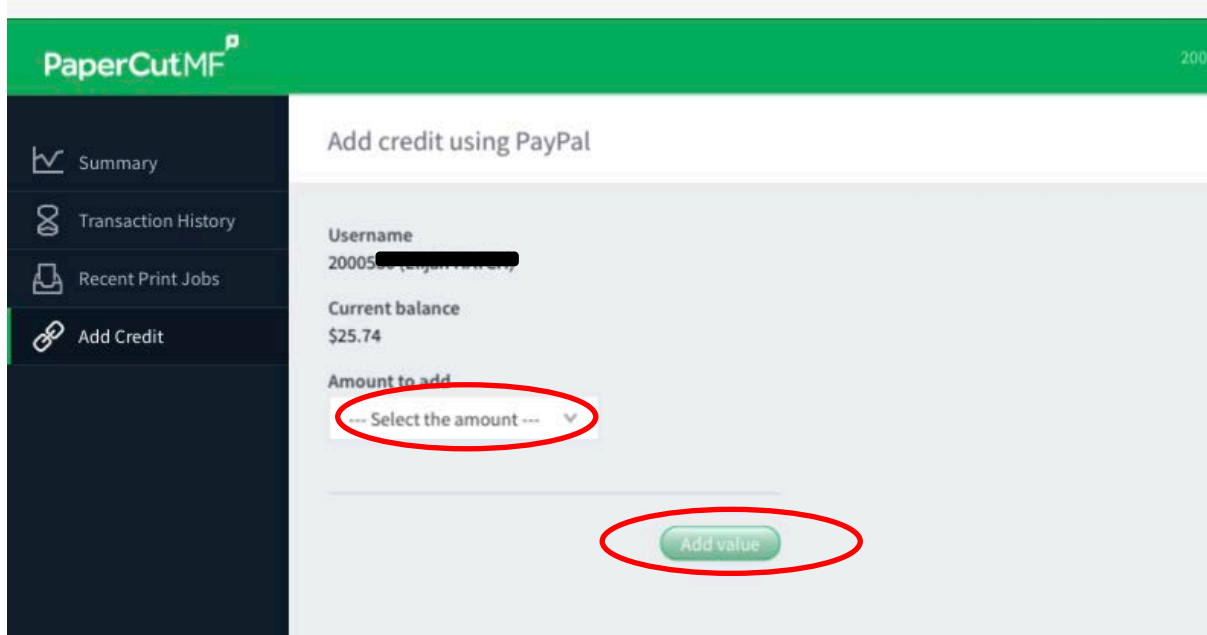 PaperCutMF
200
Summary
Transaction History
Recent Print Jobs
Add Credit
Add credit using PayPal
Username
Current balance
$25.74
Amount to add
--- Select the amount ---
Add value